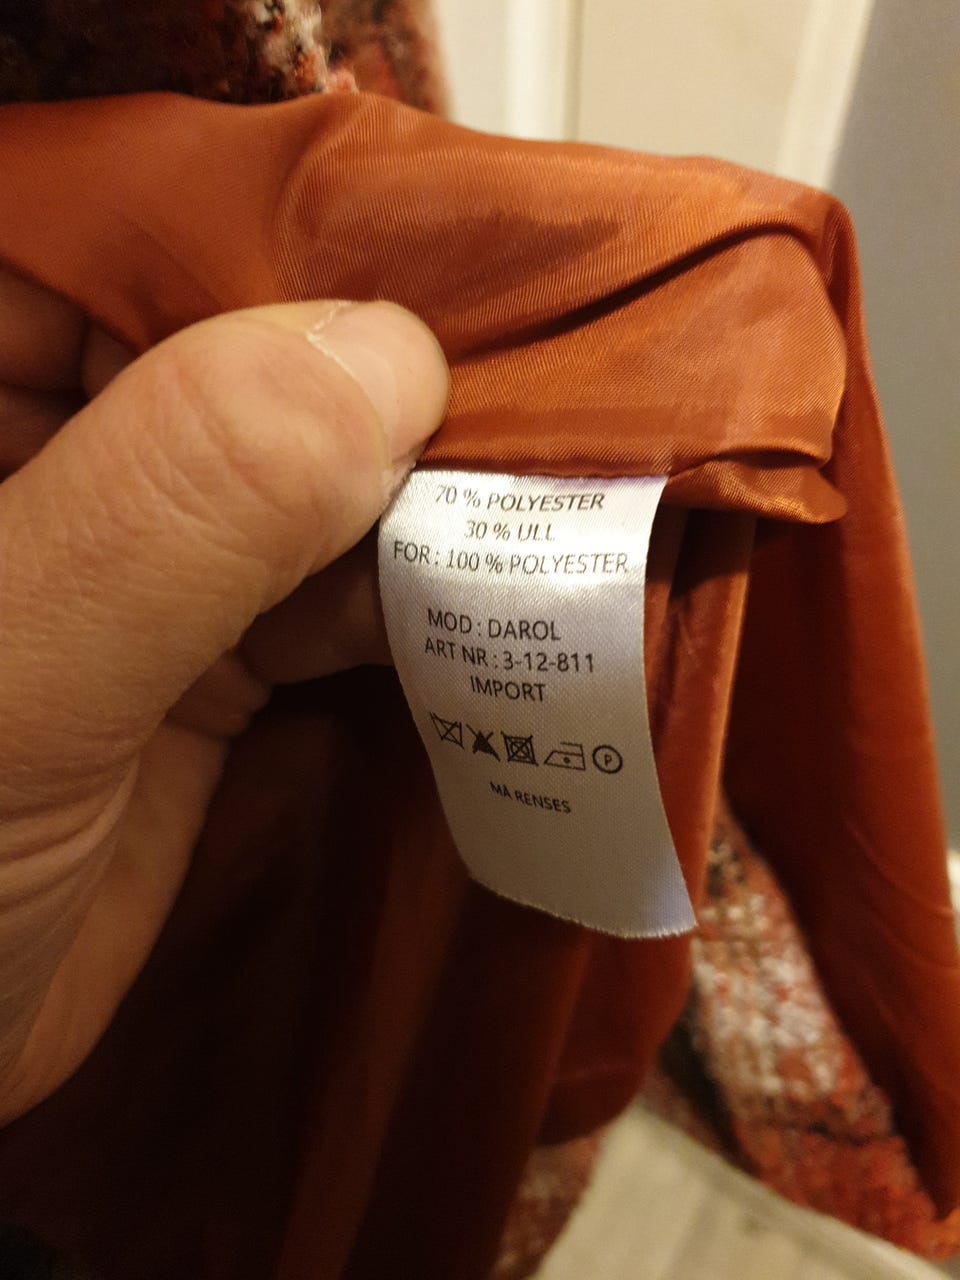 70 % POLYESTER
30 % ULL
FOR : 100 % POLYESTER
MOD : DAROL
ART NR : 3-12-811
IMPORT
P
MÅ RENSES